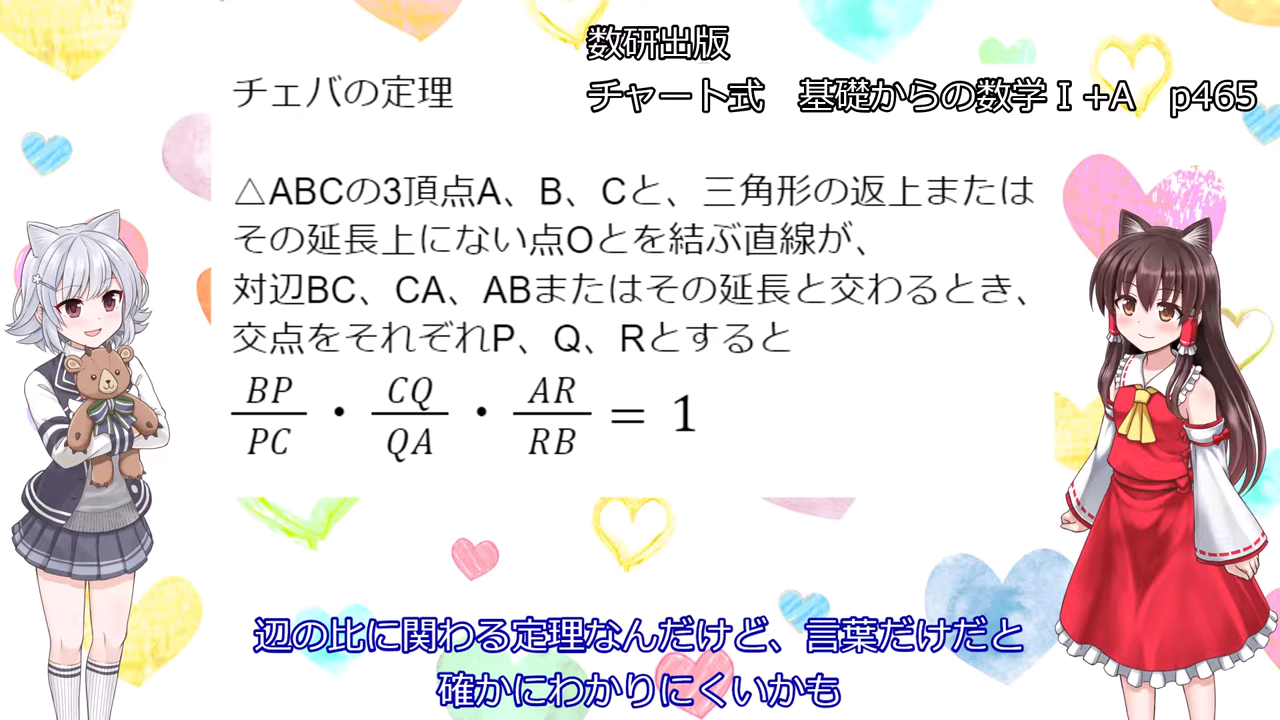 数研出版
チェバの定理
チャート式　基礎からの数学Ⅰ+A　p465
△ABCの3頂点A、B、Cと、三角形の返上または
その延長上にない点Oとを結ぶ直線が、
対辺BC、CA、ABまたはその延長と交わるとき、
交点をそれぞれP、Q、Rとすると
BP/PC・CQ/QA・AR/RB = 1
辺の比に関わる定理なんだけど、言葉だけだと
確かにわかりにくいかも